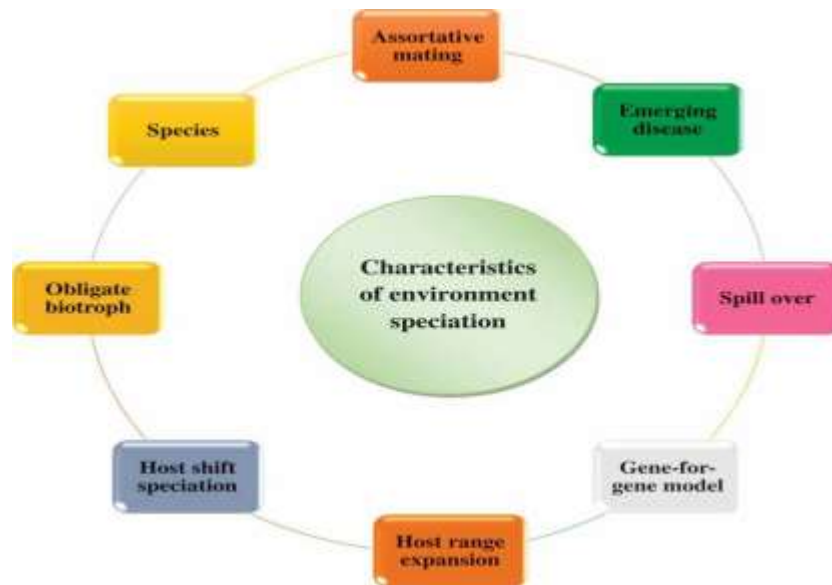 Assortative
mating
Emerging
disease
Spill over
Gene-for-
gene model
Host range
expansion
Host shift
speciation
Obligate
biotroph
Species
Characteristics
of environment
speciation